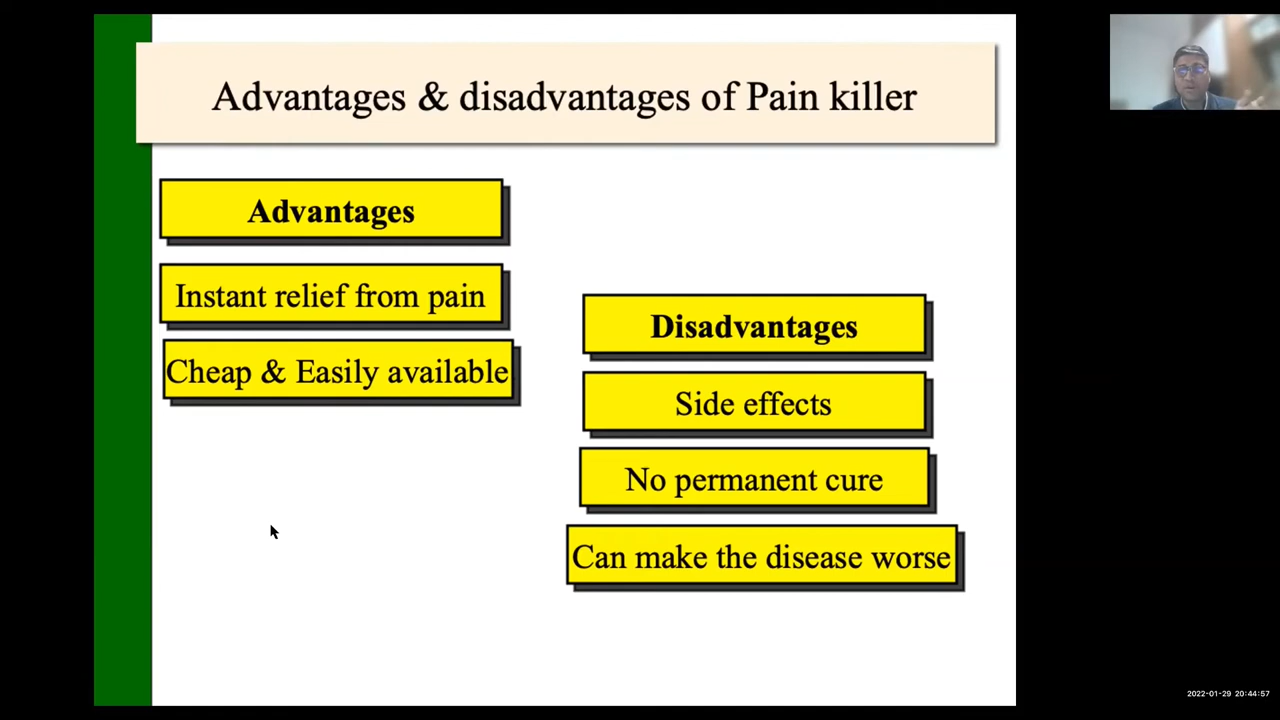 Advantages & disadvantages of Pain killer
Advantages
Instant relief from pain
Cheap & Easily available
Disadvantages
Side effects
No permanent cure
Can make the disease worse
2022-01-29 20:44:57